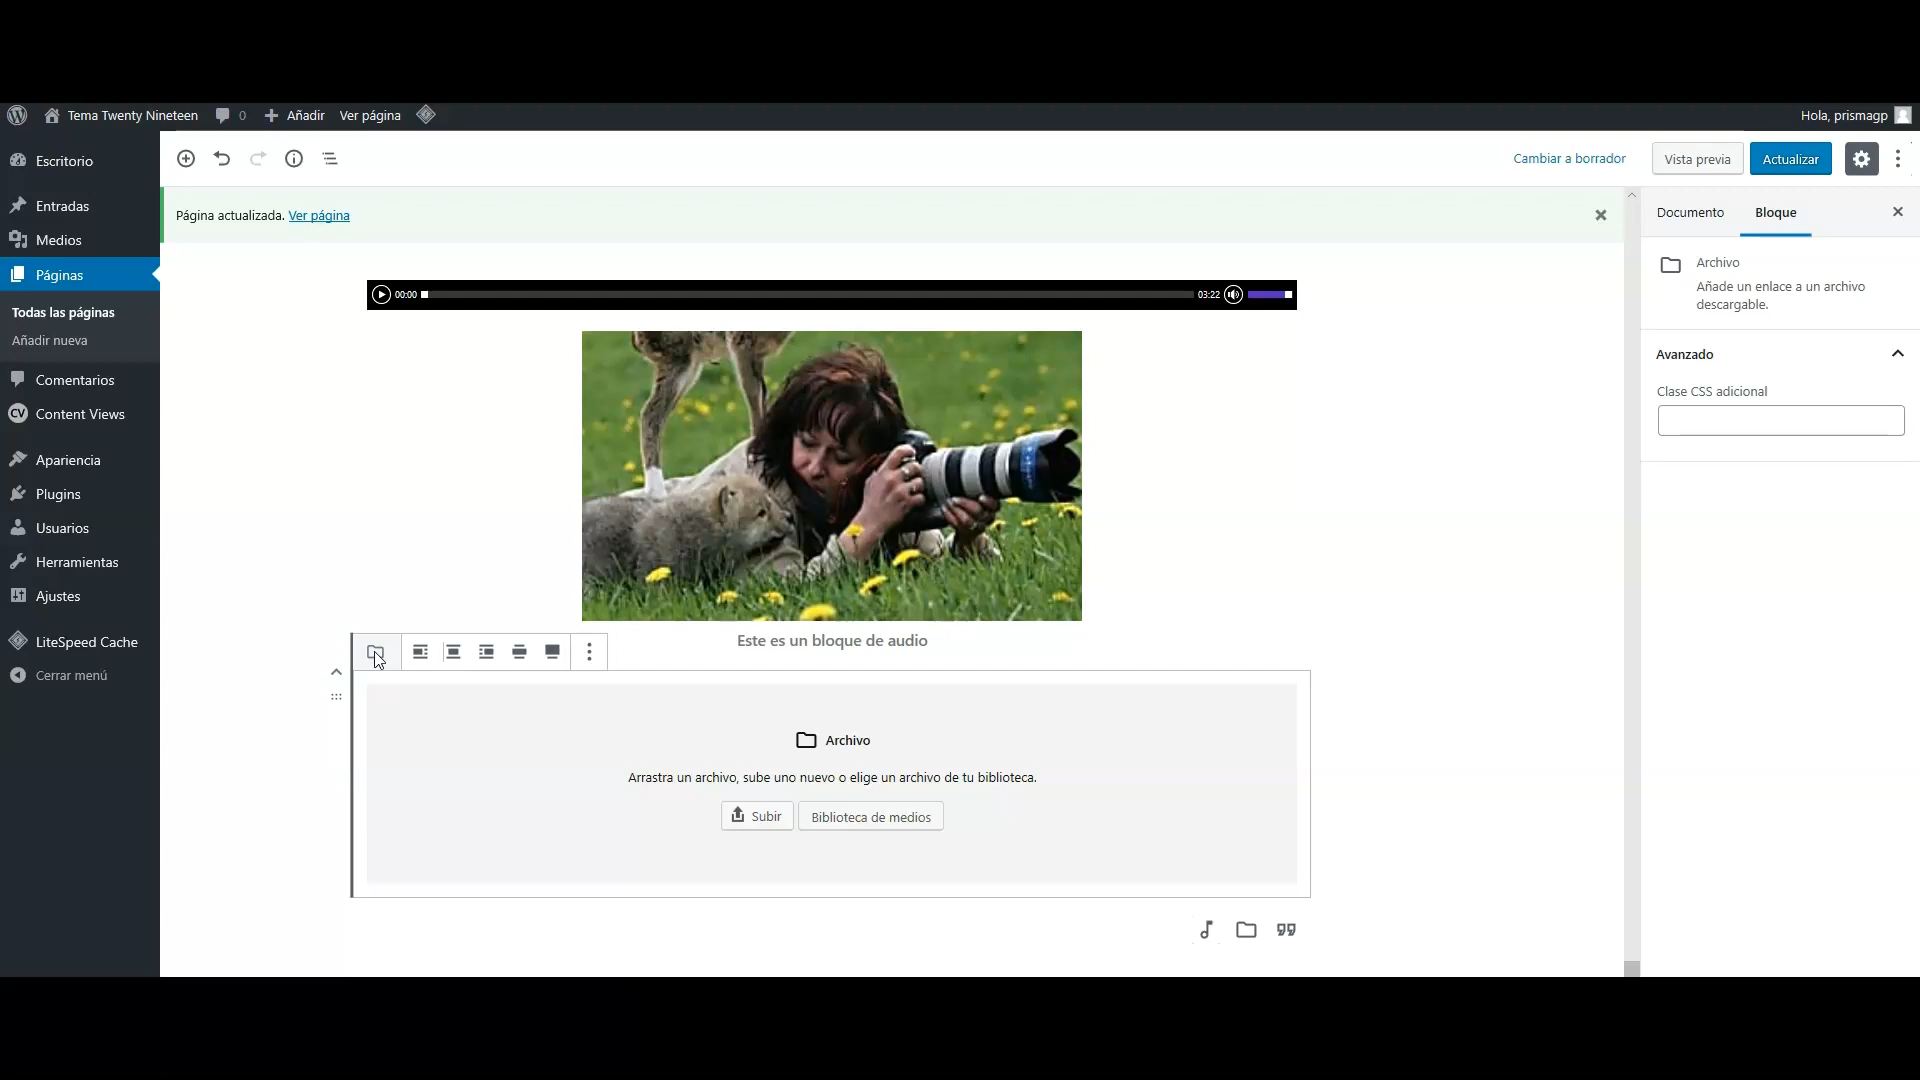 Tema Twenty Nineteen 0 Añadir Ver página Hola, prismagp
Escritorio
Entradas
Medios
Páginas
Todas las páginas
Añadir nueva
Comentarios
CV Content Views
Apariencia
Plugins
Usuarios
Herramientas
Ajustes
LiteSpeed Cache
Cerrar menú
Cambiar a borrador Vista previa Actualizar
Página actualizada. Ver página
00:00 03:22
Este es un bloque de audio
Archivo
Arrastra un archivo, sube uno nuevo o elige un archivo de tu biblioteca.
Subir Biblioteca de medios
Documento Bloque
Archivo
Añade un enlace a un archivo
descargable.
Avanzado
Clase CSS adicional